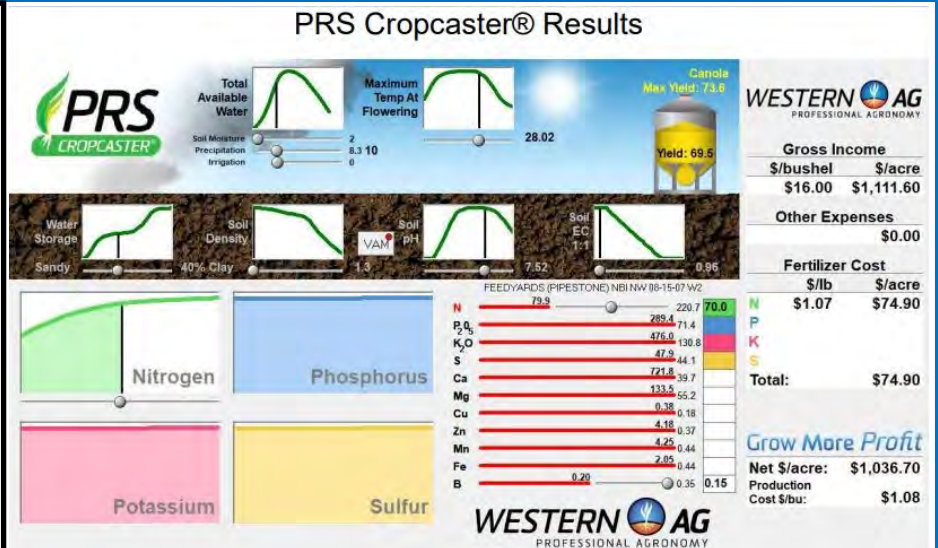 PRS Cropcaster® Results
PRS
CROPCASTER®
Total Available Water
Soil Moisture 2
Precipitation 8.3 10
Irrigation 0
Maximum Temp At Flowering
28.02
Canola
Max Yield: 73.6
Yield: 69.5
Water Storage
Sandy
40% Clay
Soil Density
1.3
VAM
Soil pH
7.52
Soil EC 1:1
0.96
Nitrogen
Phosphorus
Potassium
Sulfur
FEEDYARDS (PIPESTONE) NBI NW 08-15-07 W2
N 79.9 220.7 70.0
P2O5 289.4 71.4
K2O 476.0 130.8
S 47.9 44.1
Ca 721.8 39.7
Mg 133.5 55.2
Cu 0.38 0.18
Zn 4.18 0.37
Mn 4.25 0.44
Fe 2.05 0.44
B 0.20 0.35 0.15
WESTERN AG
PROFESSIONAL AGRONOMY
WESTERN AG
PROFESSIONAL AGRONOMY
Gross Income
$/bushel $/acre
$16.00 $1,111.60
Other Expenses
$0.00
Fertilizer Cost
$/lb $/acre
N $1.07 $74.90
P
K
S
Total: $74.90
Grow More Profit
Net $/acre: $1,036.70
Production
Cost $/bu: $1.08